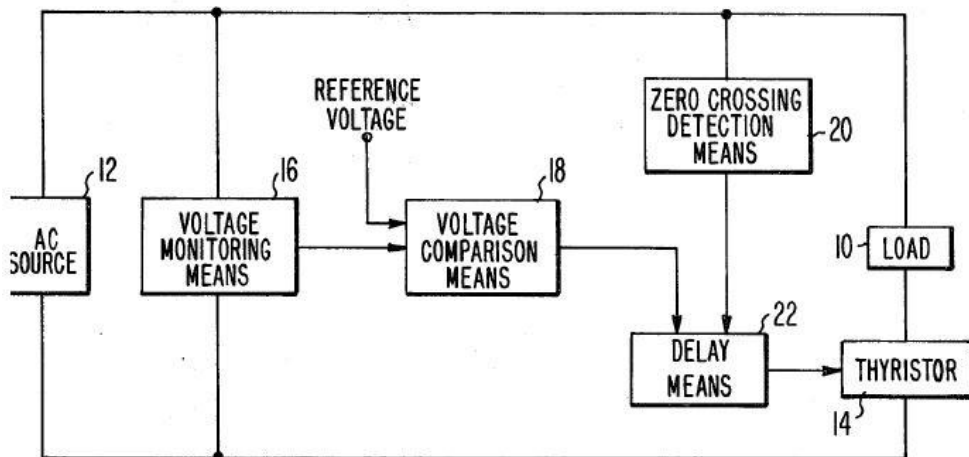 REFERENCE
VOLTAGE
ZERO CROSSING
DETECTION
MEANS
20
12
16
18
AC
SOURCE
VOLTAGE
MONITORING
MEANS
VOLTAGE
COMPARISON
MEANS
10
LOAD
22
DELAY
MEANS
THYRISTOR
14